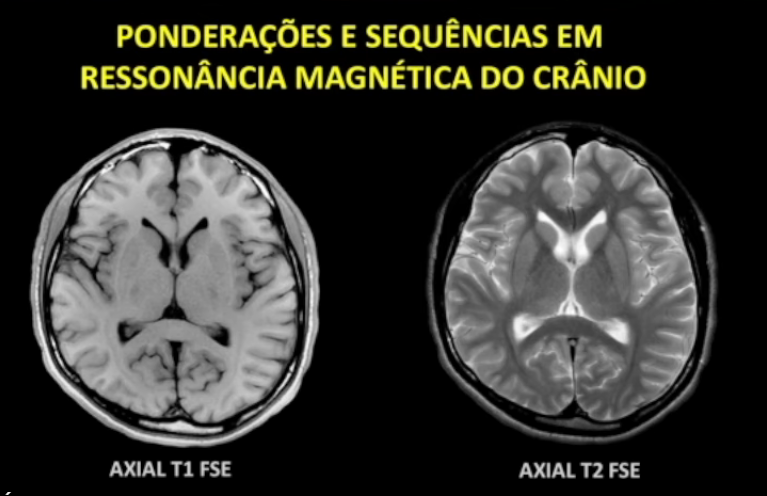 PONDERAÇÕES E SEQUÊNCIAS EM
RESSONÂNCIA MAGNÉTICA DO CRÂNIO
AXIAL T1 FSE
AXIAL T2 FSE